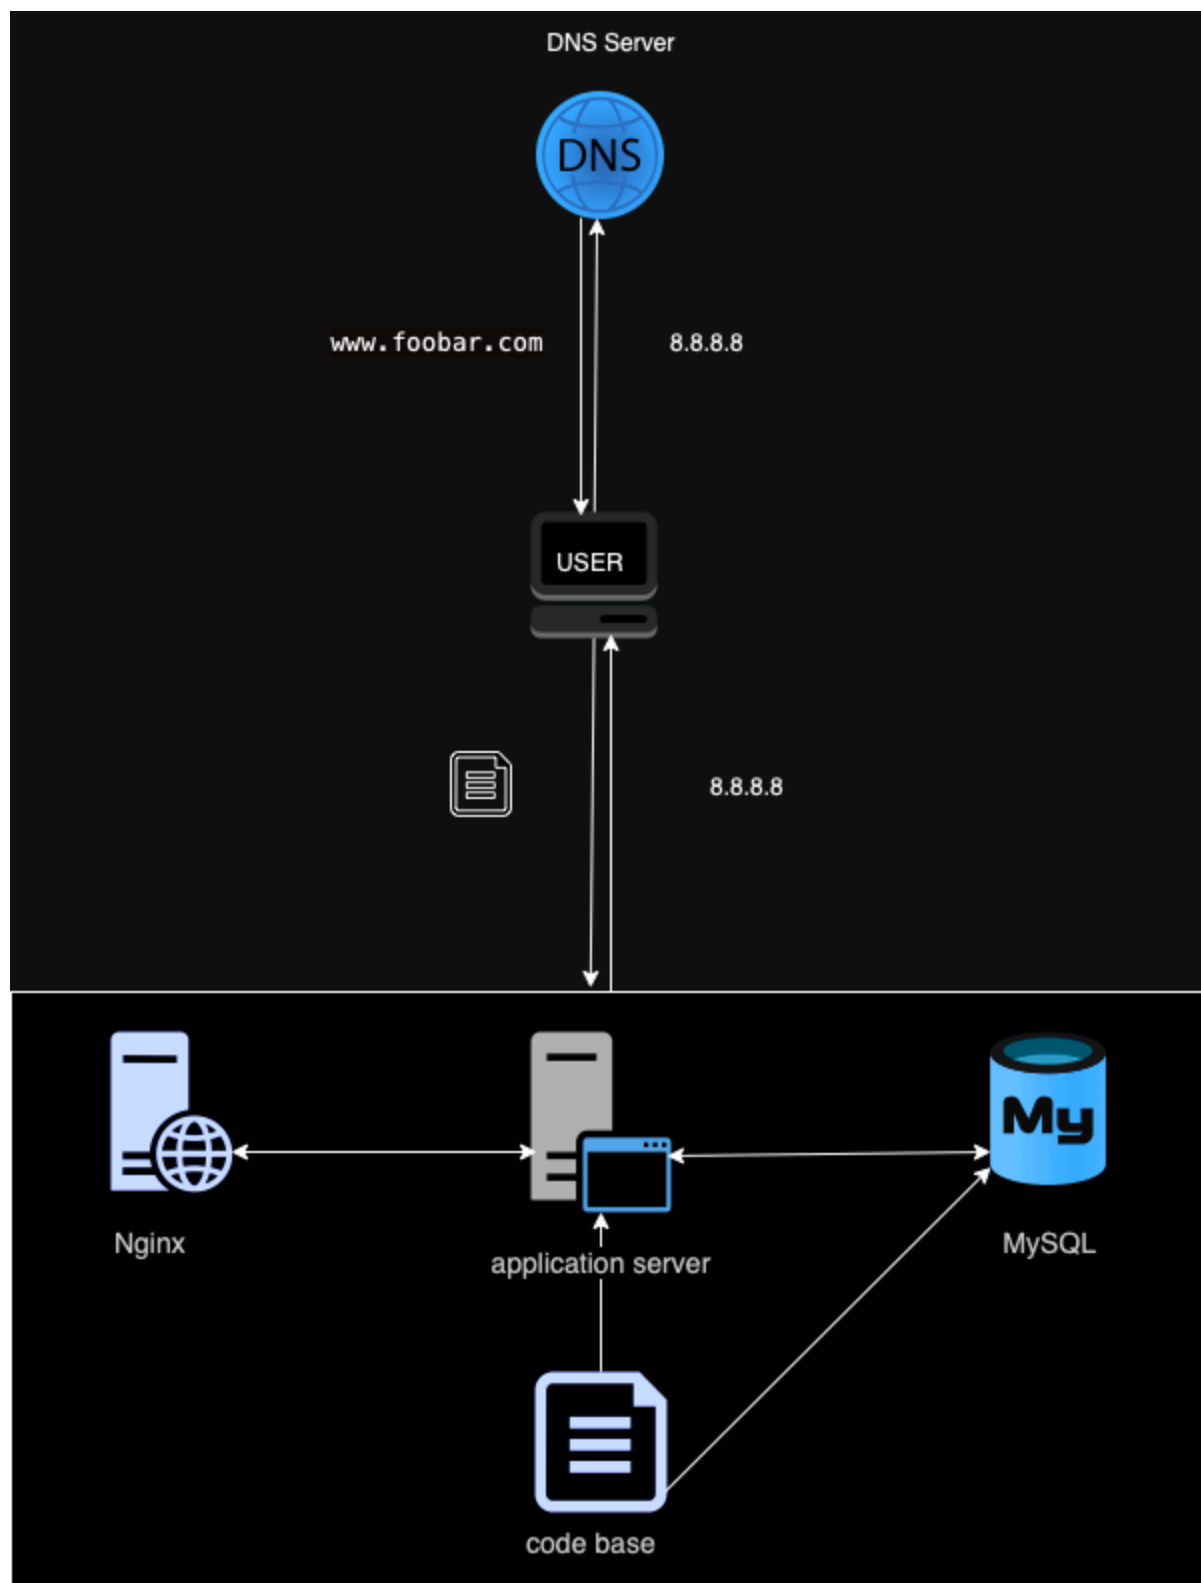 DNS Server
DNS
www.foobar.com
8.8.8.8
USER
8.8.8.8
My
Nginx
application server
MySQL
code base